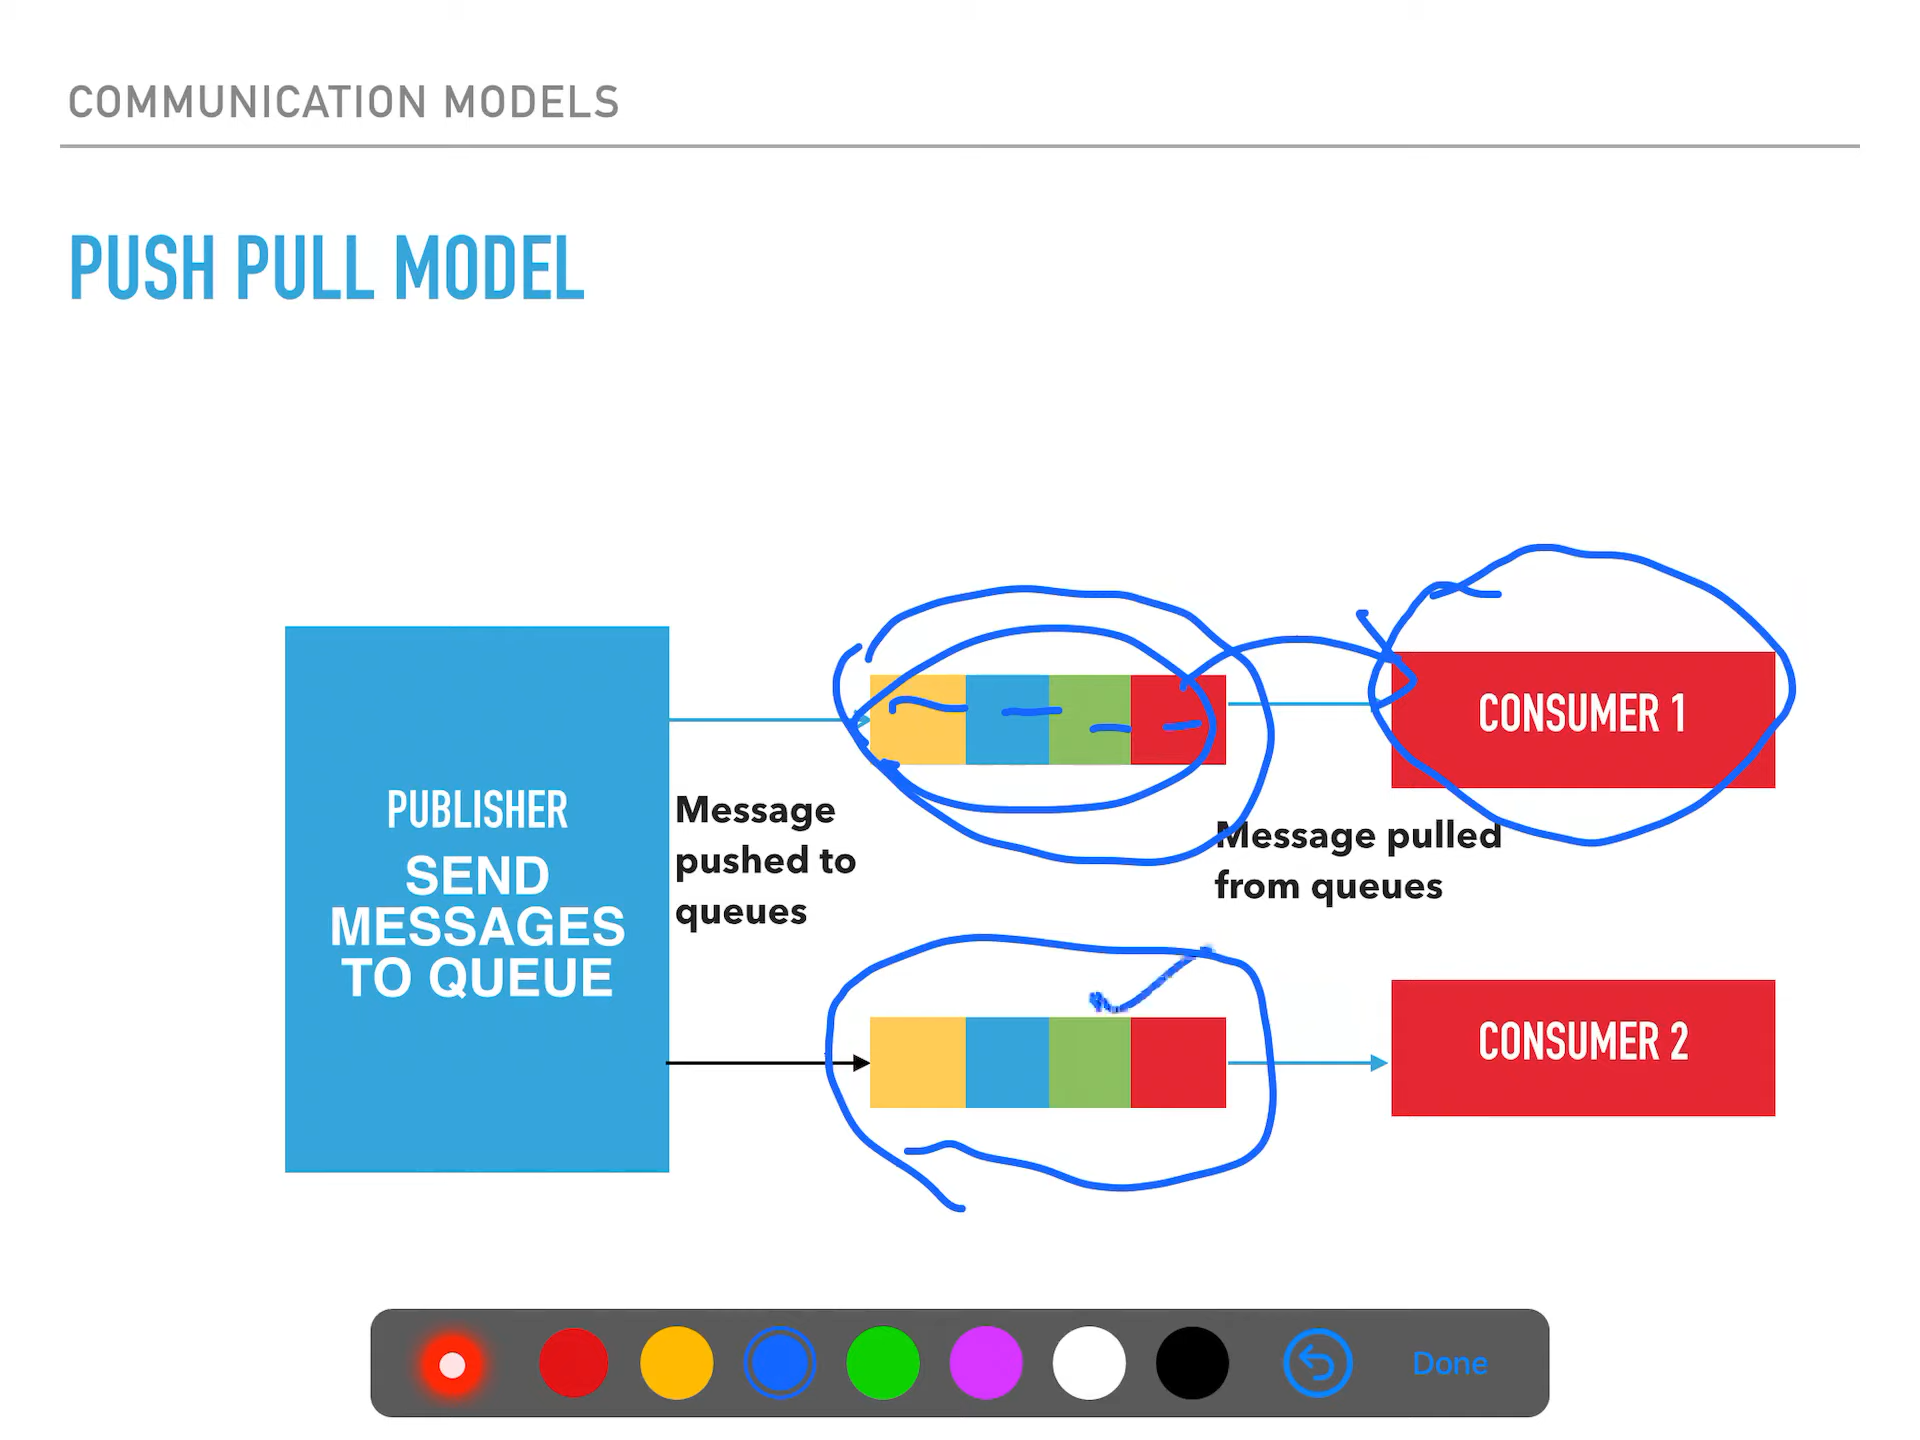 COMMUNICATION MODELS
PUSH PULL MODEL
PUBLISHER
SEND
MESSAGES
TO QUEUE
Message
pushed to
queues
CONSUMER 1
Message pulled
from queues
CONSUMER 2
Done